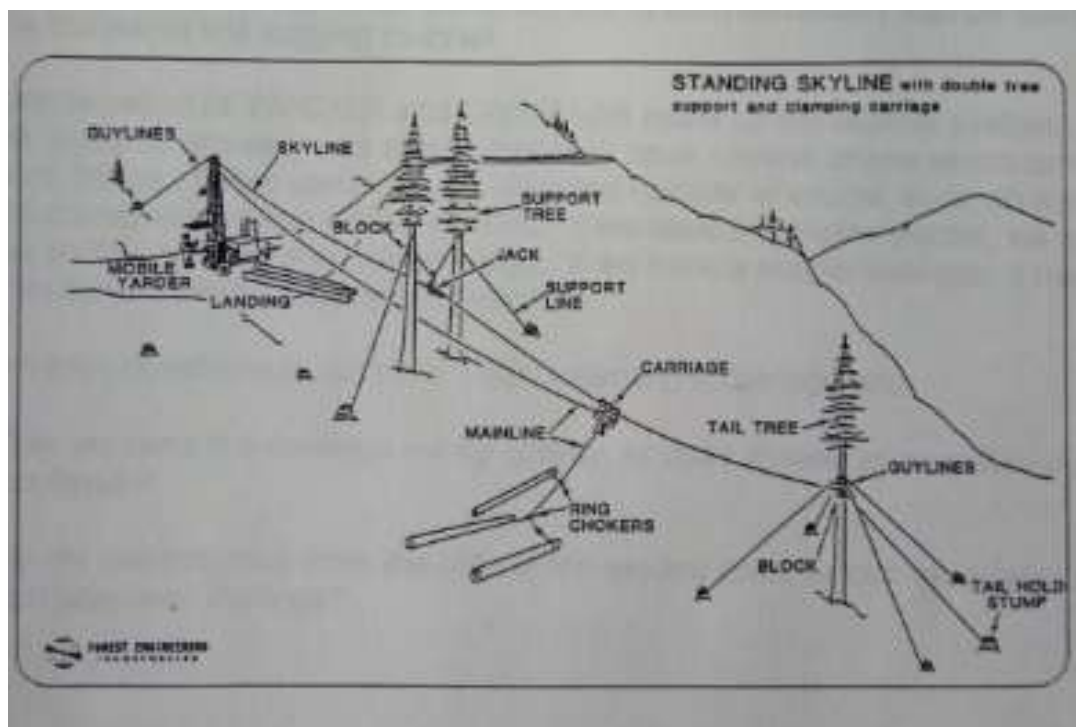 STANDING SKYLINE with double tree
support and clamping carriage
GUYLINES
SKYLINE
SUPPORT
TREE
BLOCK
JACK
MOBILE
YARDER
LANDING
SUPPORT
LINE
CARRIAGE
MAINLINE
TAIL TREE
GUYLINES
RING
CHOKERS
BLOCK
TAIL HOLD
STUMP
FOREST ENGINEERING
INCORPORATED